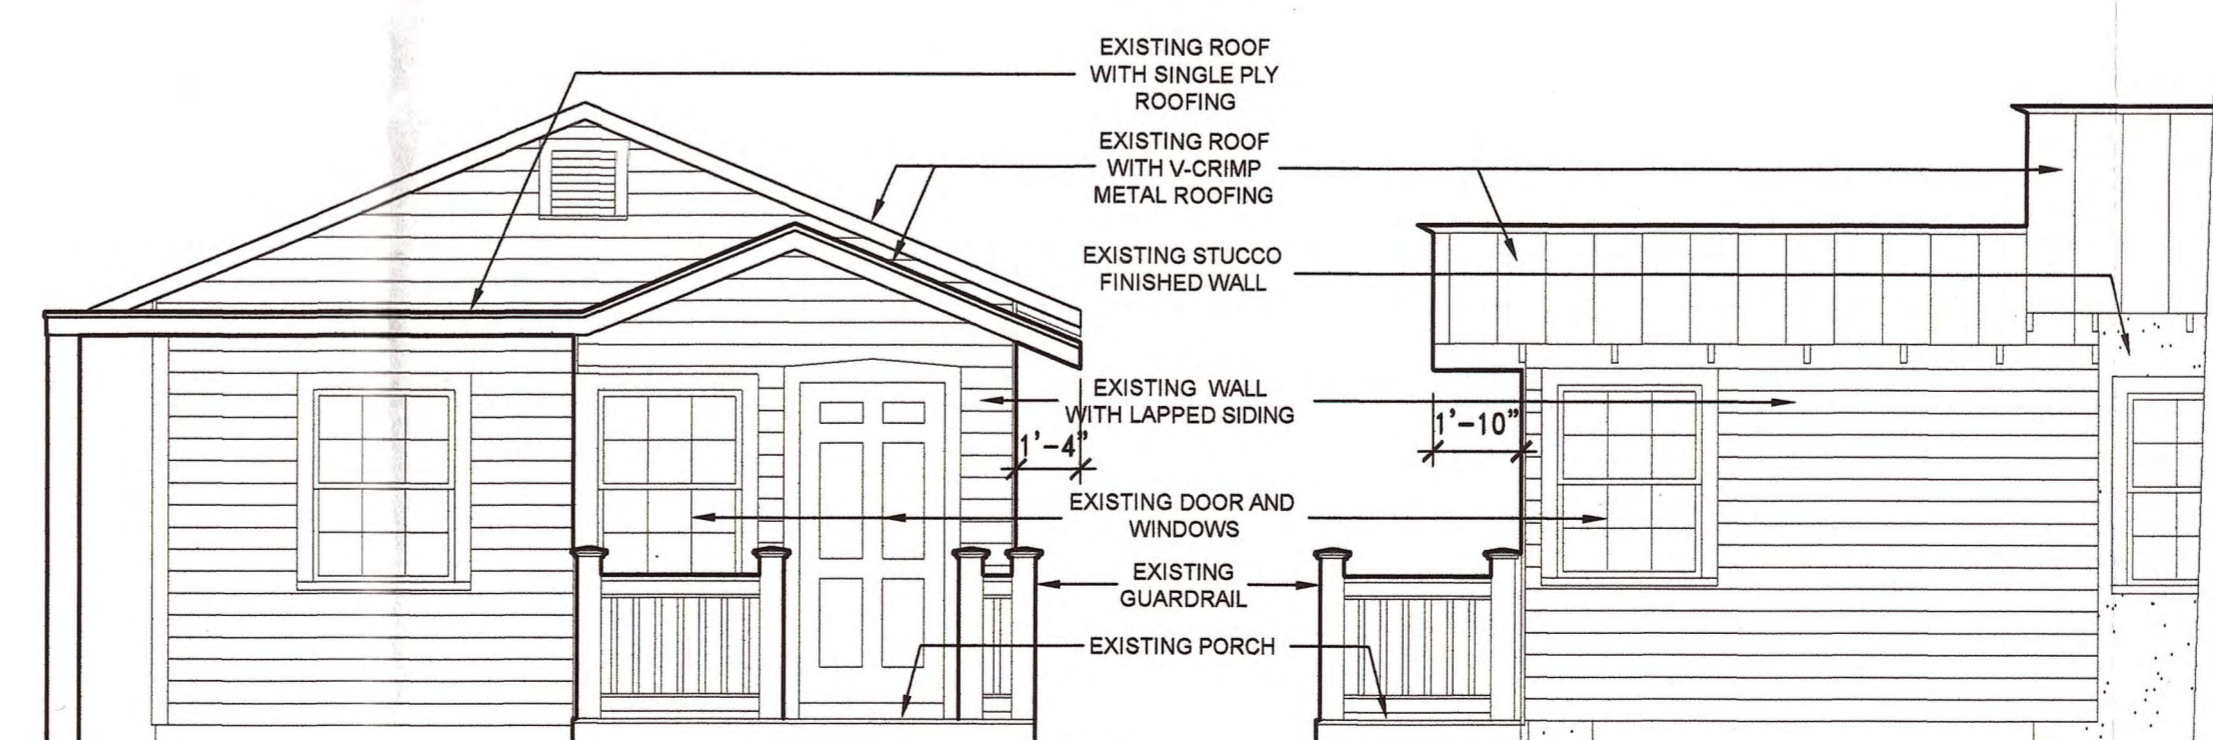 EXISTING ROOF
WITH SINGLE PLY
ROOFING
EXISTING ROOF
WITH V-CRIMP
METAL ROOFING
EXISTING STUCCO
FINISHED WALL
EXISTING WALL
WITH LAPPED SIDING
1'-4"
1'-10"
EXISTING DOOR AND
WINDOWS
EXISTING
GUARDRAIL
EXISTING PORCH